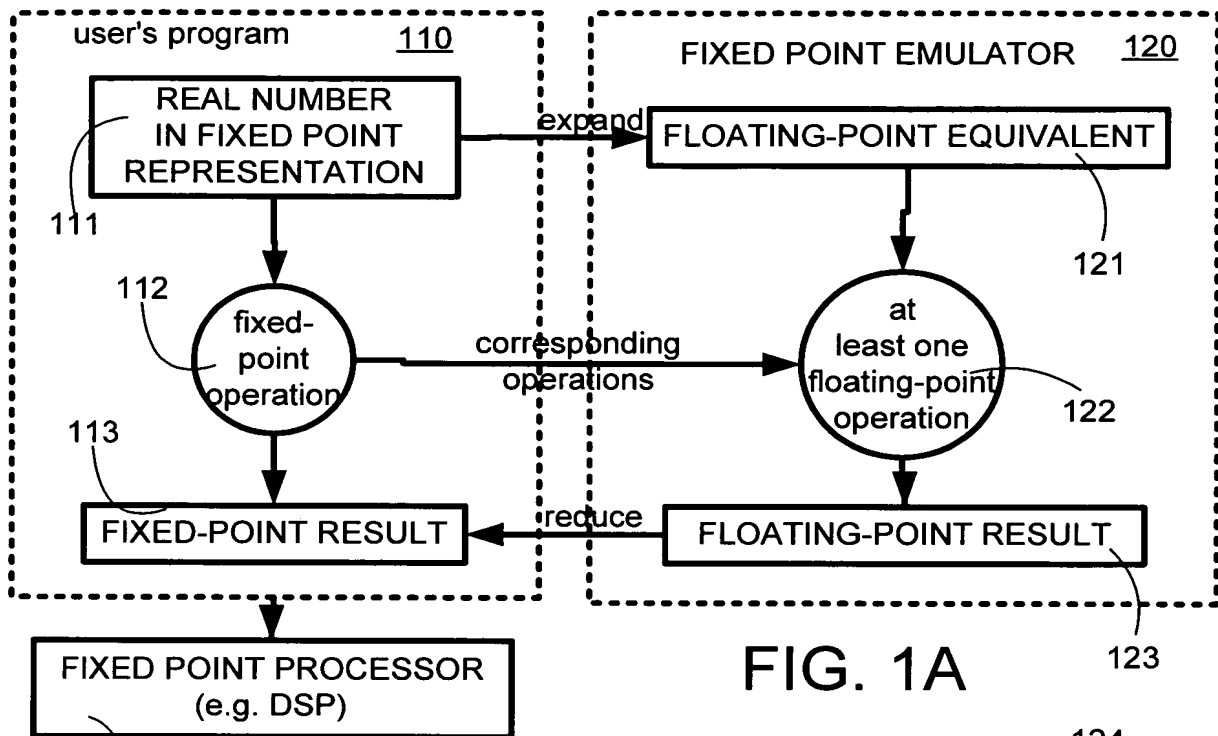 user's program 110
REAL NUMBER
IN FIXED POINT
REPRESENTATION
111
expand
FIXED POINT EMULATOR 120
FLOATING-POINT EQUIVALENT
121
112
fixed-
point
operation
corresponding
operations
at
least one
floating-point
operation
122
113
FIXED-POINT RESULT
reduce
FLOATING-POINT RESULT
123
FIXED POINT PROCESSOR
(e.g. DSP)
FIG. 1A